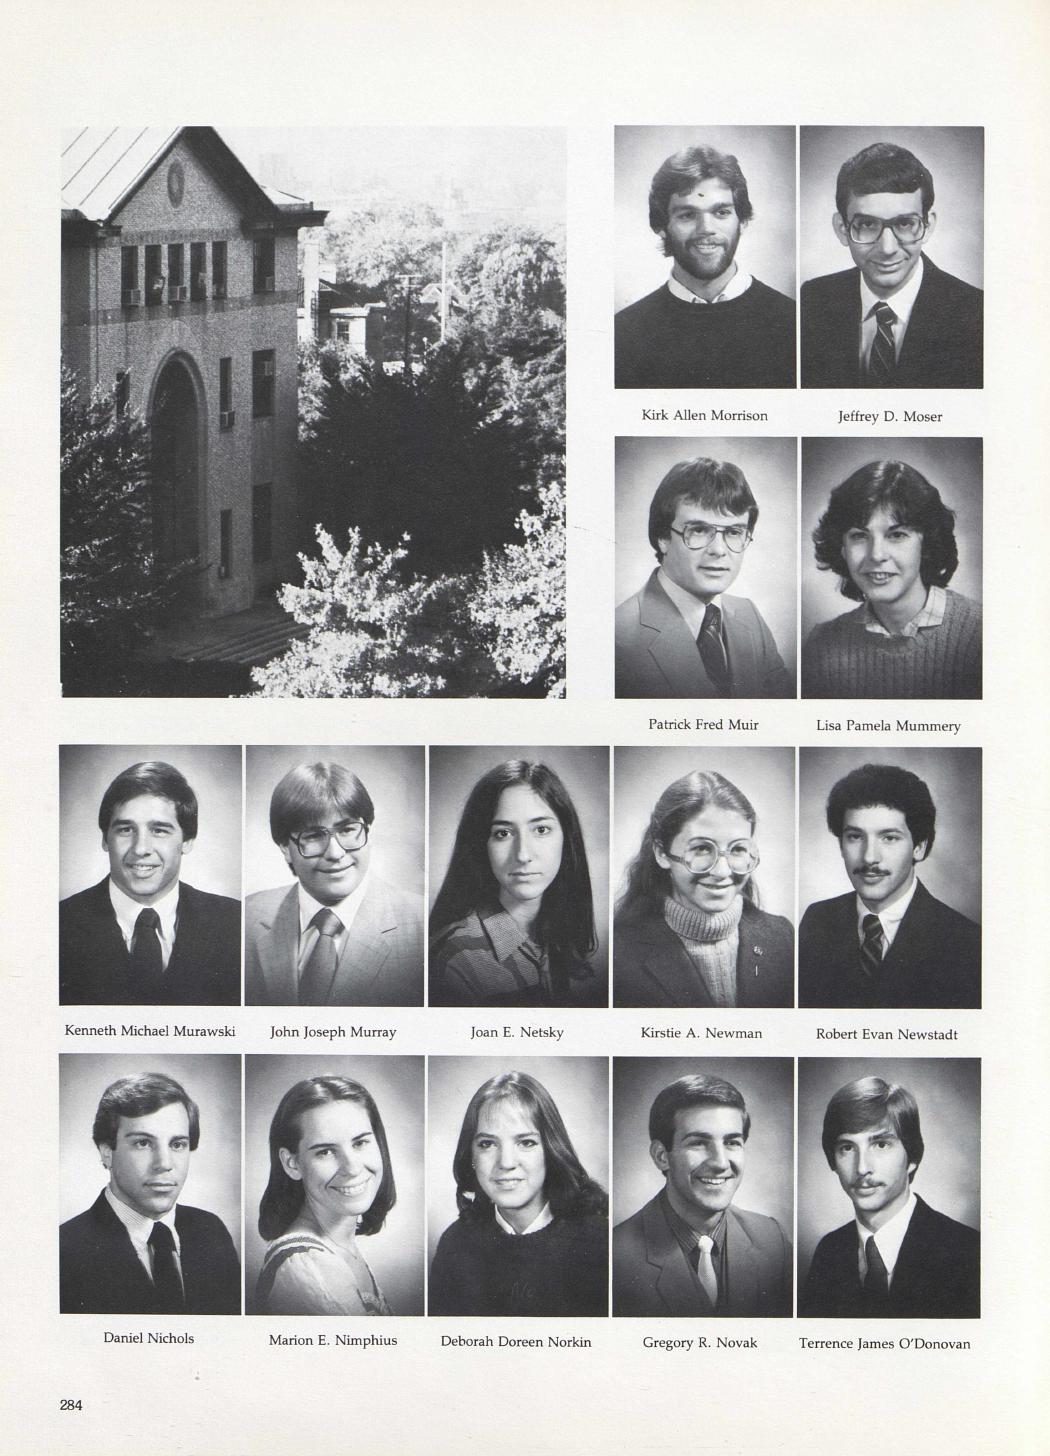 Kirk Allen Morrison
Jeffrey D. Moser
Patrick Fred Muir
Lisa Pamela Mummery
Kenneth Michael Murawski
John Joseph Murray
Joan E. Netsky
Kirstie A. Newman
Robert Evan Newstadt
Daniel Nichols
Marion E. Nimphius
Deborah Doreen Norkin
Gregory R. Novak
Terrence James O'Donovan
284